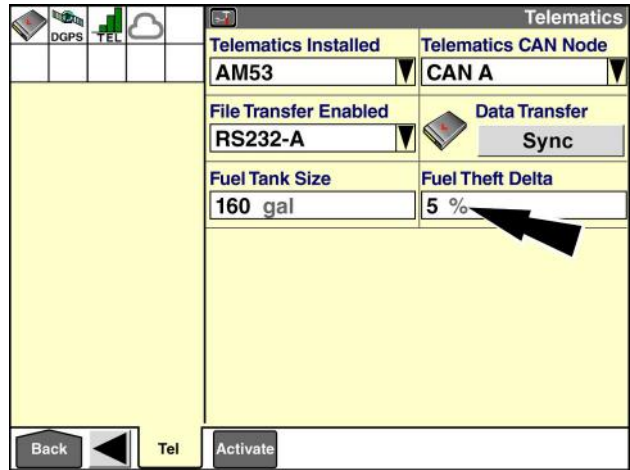 DGPS
TEL
Telematics
Telematics Installed
Telematics CAN Node
AM53
CAN A
File Transfer Enabled
Data Transfer
RS232-A
Sync
Fuel Tank Size
Fuel Theft Delta
160 gal
5 %
Back
Tel
Activate